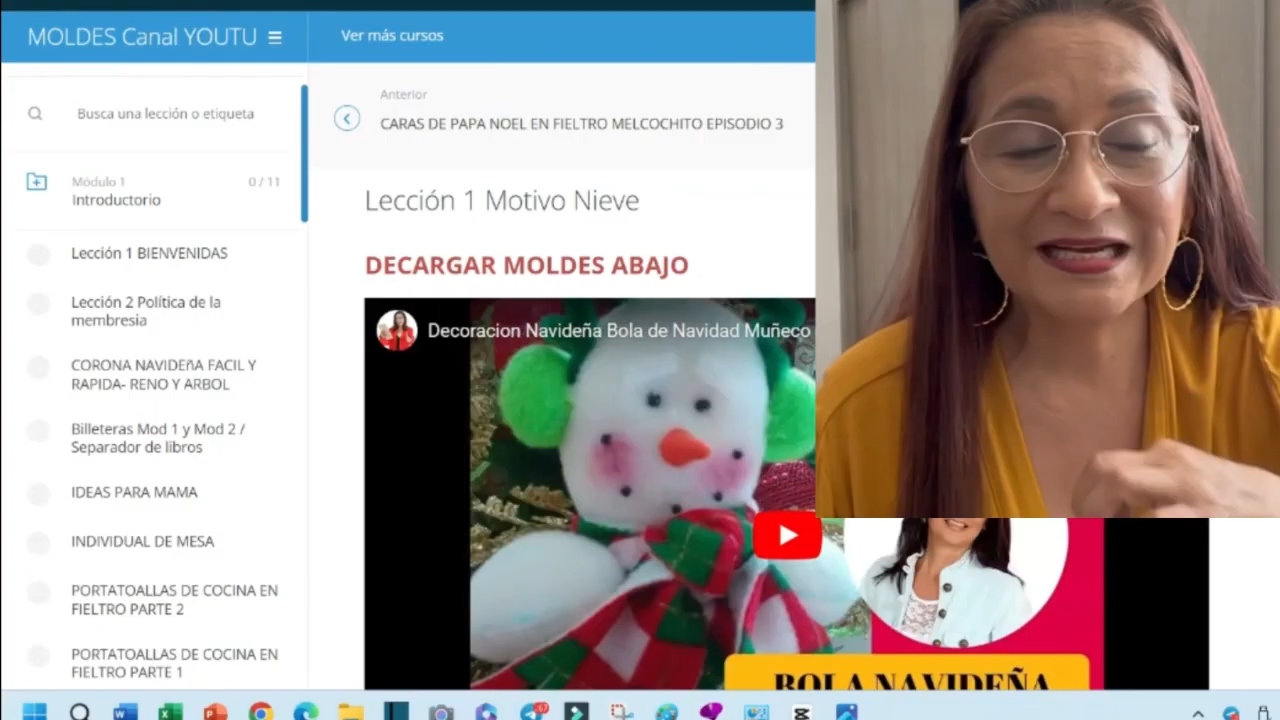 MOLDES Canal YOUTU
Ver más cursos
Busca una lección o etiqueta
Anterior
CARAS DE PAPA NOEL EN FIELTRO MELCOCHITO EPISODIO 3
Módulo 1
0 / 11
Introductorio
Lección 1 Motivo Nieve
Lección 1 BIENVENIDAS
DECARGAR MOLDES ABAJO
Lección 2 Política de la
membresia
Decoracion Navideña Bola de Navidad Muñeco
CORONA NAVIDEñA FACIL Y
RAPIDA- RENO Y ARBOL
Billeteras Mod 1 y Mod 2 /
Separador de libros
IDEAS PARA MAMA
INDIVIDUAL DE MESA
PORTATOALLAS DE COCINA EN
FIELTRO PARTE 2
PORTATOALLAS DE COCINA EN
FIELTRO PARTE 1
BOLA NAVIDEÑA